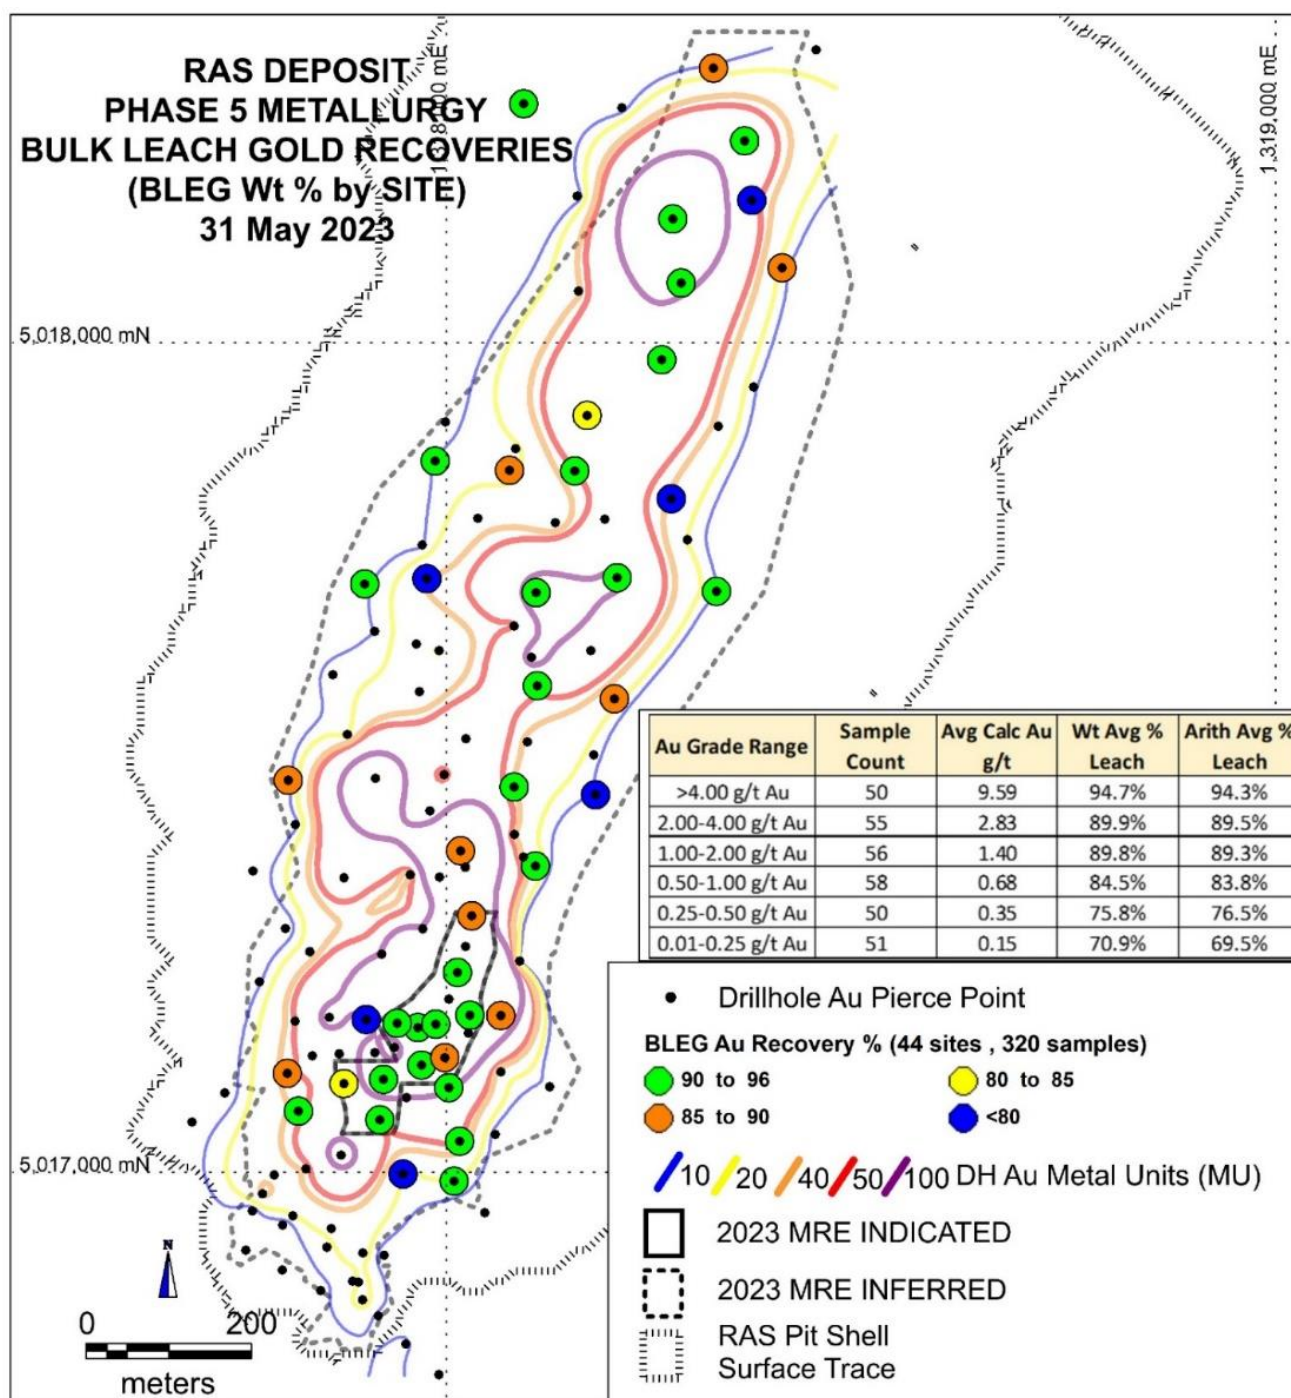 RAS DEPOSIT
PHASE 5 METALLURGY
BULK LEACH GOLD RECOVERIES
(BLEG Wt % by SITE)
31 May 2023
1,319,000 mE
5,018,000 mN
Au Grade Range Sample Count Avg Calc Au g/t Wt Avg % Leach Arith Avg % Leach
>4.00 g/t Au 50 9.59 94.7% 94.3%
2.00-4.00 g/t Au 55 2.83 89.9% 89.5%
1.00-2.00 g/t Au 56 1.40 89.8% 89.3%
0.50-1.00 g/t Au 58 0.68 84.5% 83.8%
0.25-0.50 g/t Au 50 0.35 75.8% 76.5%
0.01-0.25 g/t Au 51 0.15 70.9% 69.5%
Drillhole Au Pierce Point
BLEG Au Recovery % (44 sites , 320 samples)
90 to 96 80 to 85
85 to 90 <80
10 20 40 50 100 DH Au Metal Units (MU)
2023 MRE INDICATED
2023 MRE INFERRED
RAS Pit Shell
Surface Trace
5,017,000 mN
N
0 200
meters